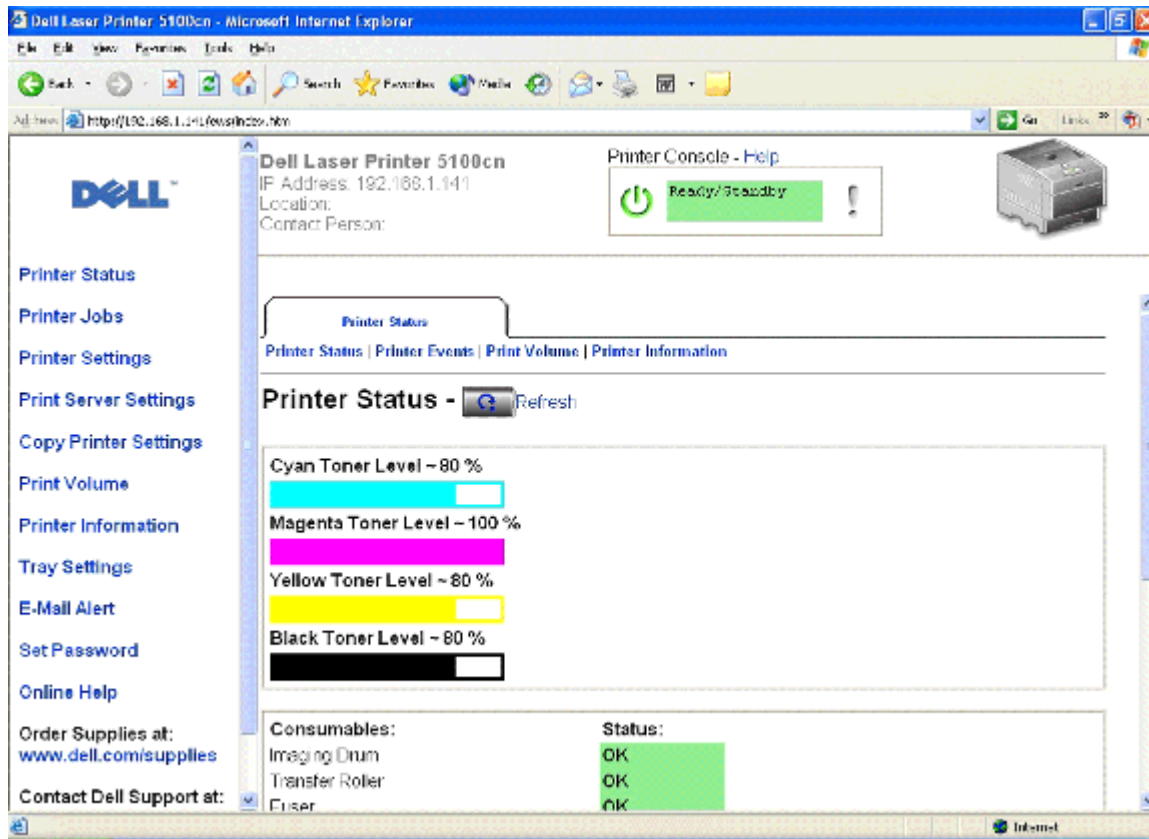 Dell Laser Printer 5100cn - Microsoft Internet Explorer
File Edit View Favorites Tools Help
Back Search Favorites Media
Address http://192.168.1.141/ews/index.htm Go Links
DELL™
Dell Laser Printer 5100cn
IP Address: 192.168.1.141
Location:
Contact Person:
Printer Console - Help
Ready/Standby
Printer Status
Printer Jobs
Printer Settings
Print Server Settings
Copy Printer Settings
Print Volume
Printer Information
Tray Settings
E-Mail Alert
Set Password
Online Help
Order Supplies at:
www.dell.com/supplies
Contact Dell Support at:
Printer Status
Printer Status | Printer Events | Print Volume | Printer Information
Printer Status - Refresh
Cyan Toner Level ~ 80 %
Magenta Toner Level ~ 100 %
Yellow Toner Level ~ 80 %
Black Toner Level ~ 80 %
Consumables: Status:
Imaging Drum OK
Transfer Roller OK
Fuser OK
Internet